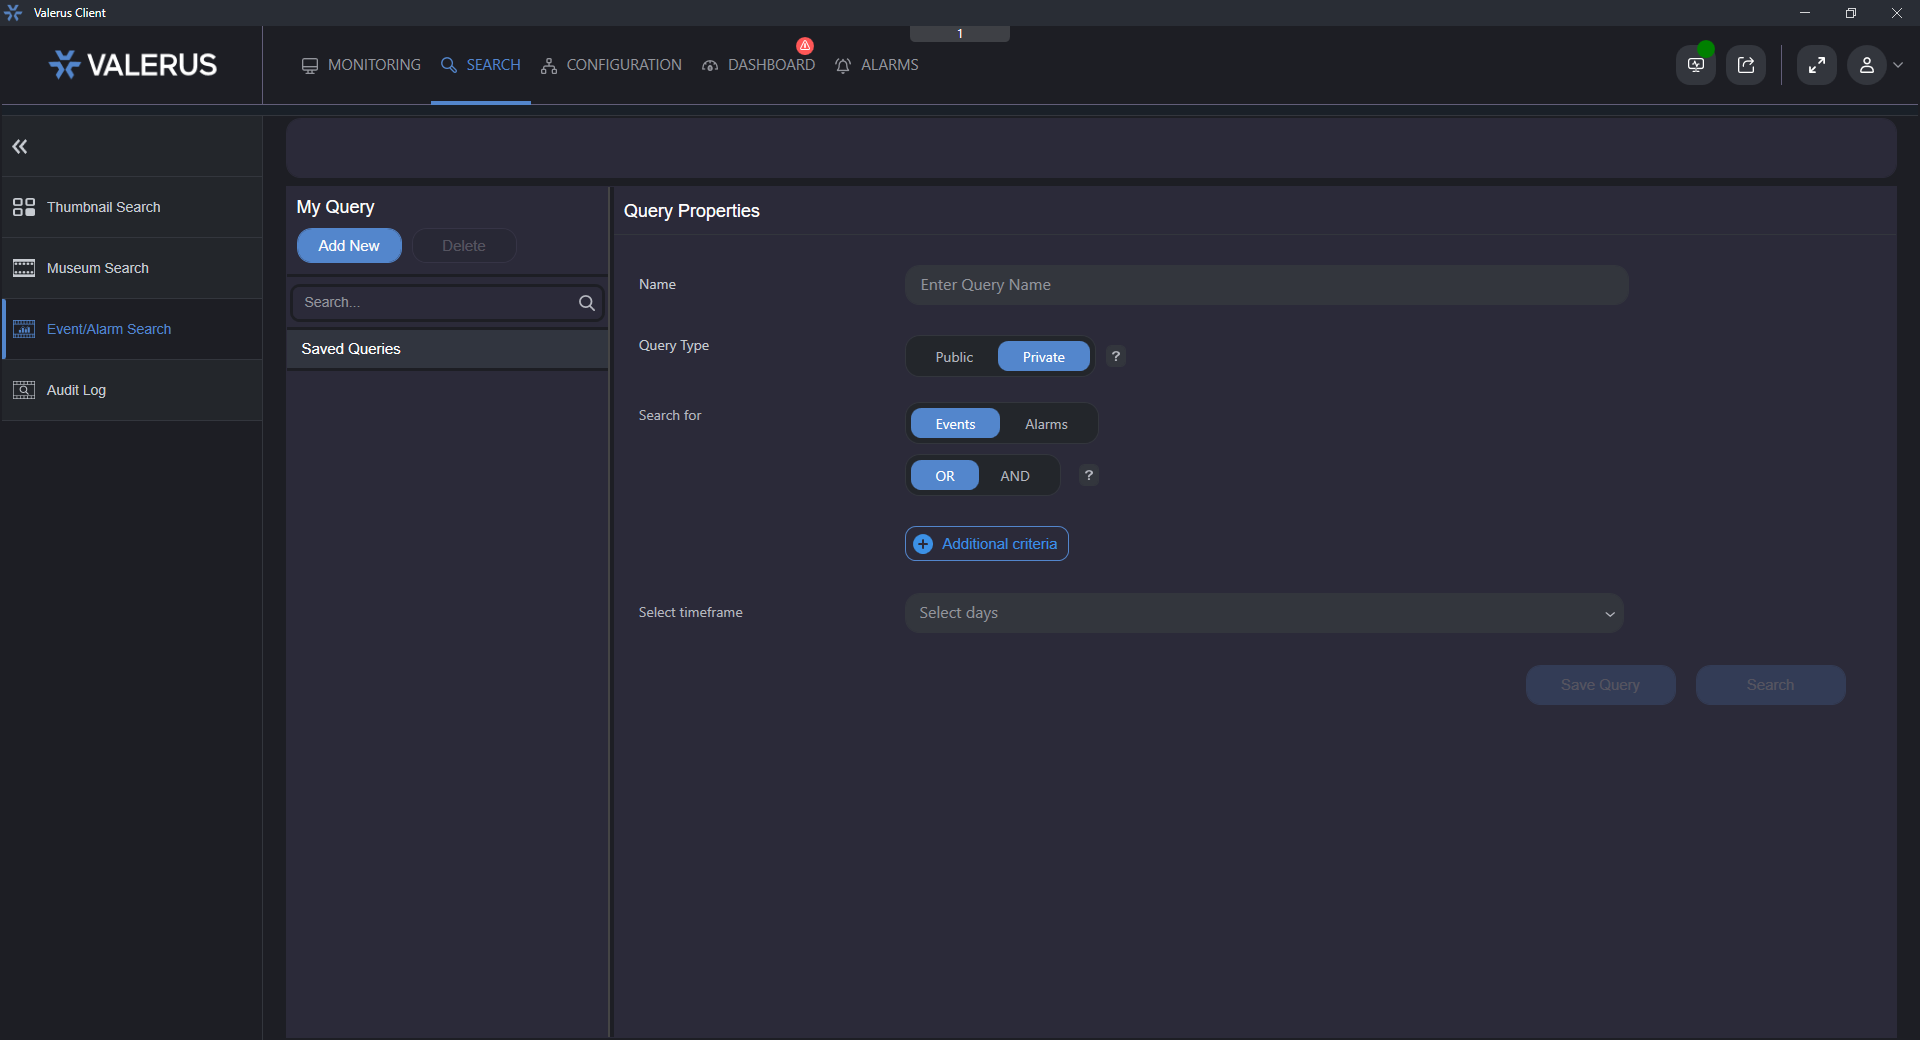 Valerus Client
1
VALERUS
MONITORING
SEARCH
CONFIGURATION
DASHBOARD
ALARMS
Thumbnail Search
Museum Search
Event/Alarm Search
Audit Log
My Query
Add New
Delete
Search...
Saved Queries
Query Properties
Name
Enter Query Name
Query Type
Public
Private
?
Search for
Events
Alarms
OR
AND
?
Additional criteria
Select timeframe
Select days
Save Query
Search